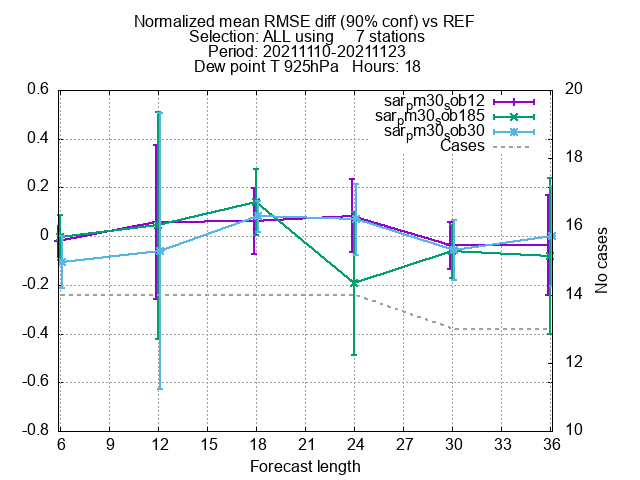 Normalized mean RMSE diff (90% conf) vs REF
Selection: ALL using 7 stations
Period: 20211110-20211123
Dew point T 925hPa Hours: 18
sar_pm30_sob12
sar_pm30_sob185
sar_pm30_sob30
Cases
0.6
0.4
0.2
0
-0.2
-0.4
-0.6
-0.8
20
18
16
14
12
10
No cases
6 9 12 15 18 21 24 27 30 33 36
Forecast length